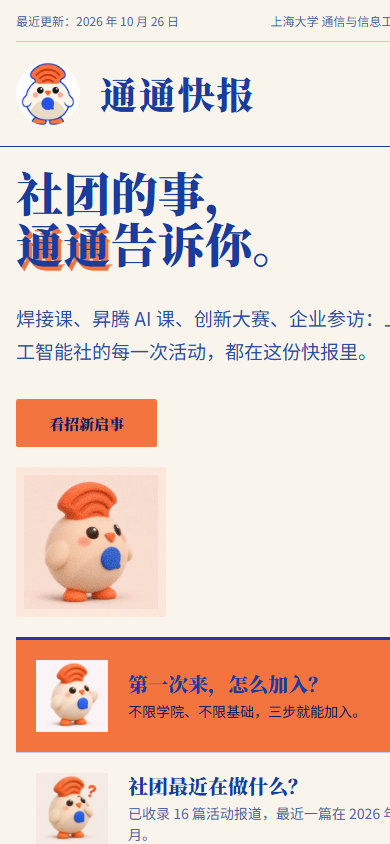 最近更新：2026 年 10 月 26 日
上海大学 通信与信息工
通通快报
社团的事，
通通告诉你。
焊接课、昇腾 AI 课、创新大赛、企业参访：
工智能社的每一次活动，都在这份快报里。
看招新启事
第一次来，怎么加入？
不限学院、不限基础，三步就能加入。
?
社团最近在做什么？
已收录 16 篇活动报道，最近一篇在 2026
月。